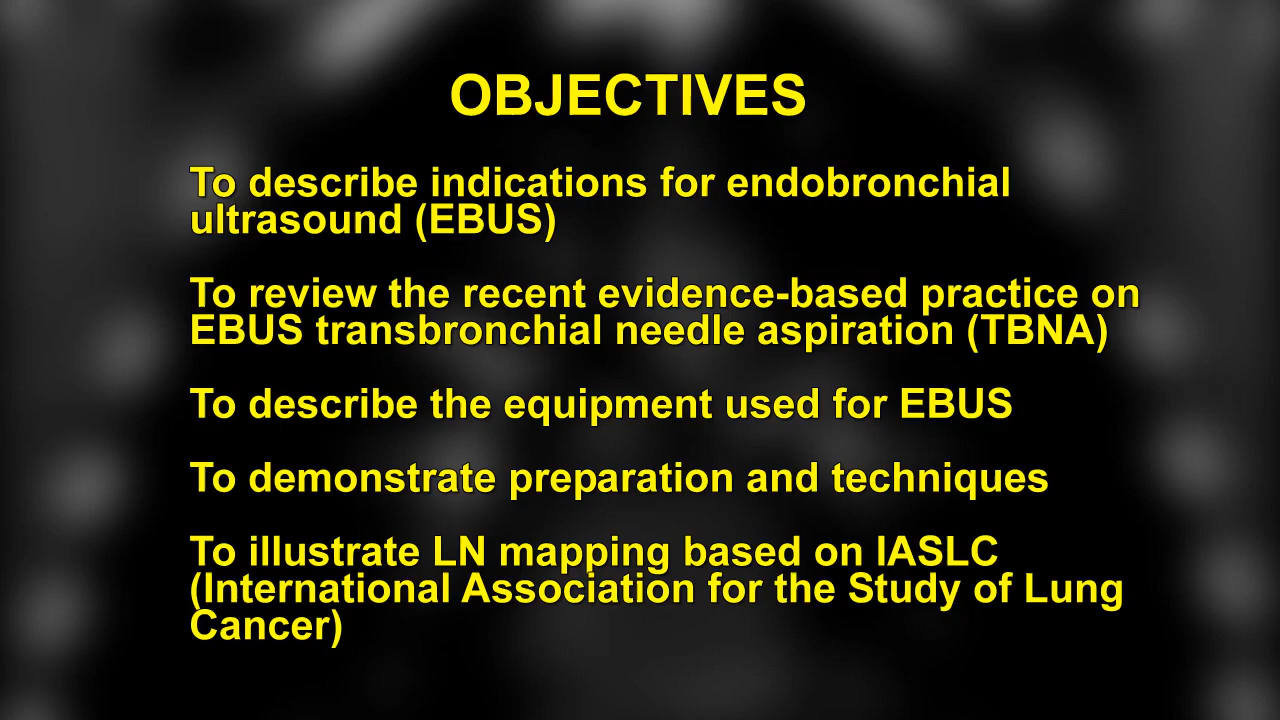 OBJECTIVES
To describe indications for endobronchial
ultrasound (EBUS)
To review the recent evidence-based practice on
EBUS transbronchial needle aspiration (TBNA)
To describe the equipment used for EBUS
To demonstrate preparation and techniques
To illustrate LN mapping based on IASLC
(International Association for the Study of Lung
Cancer)